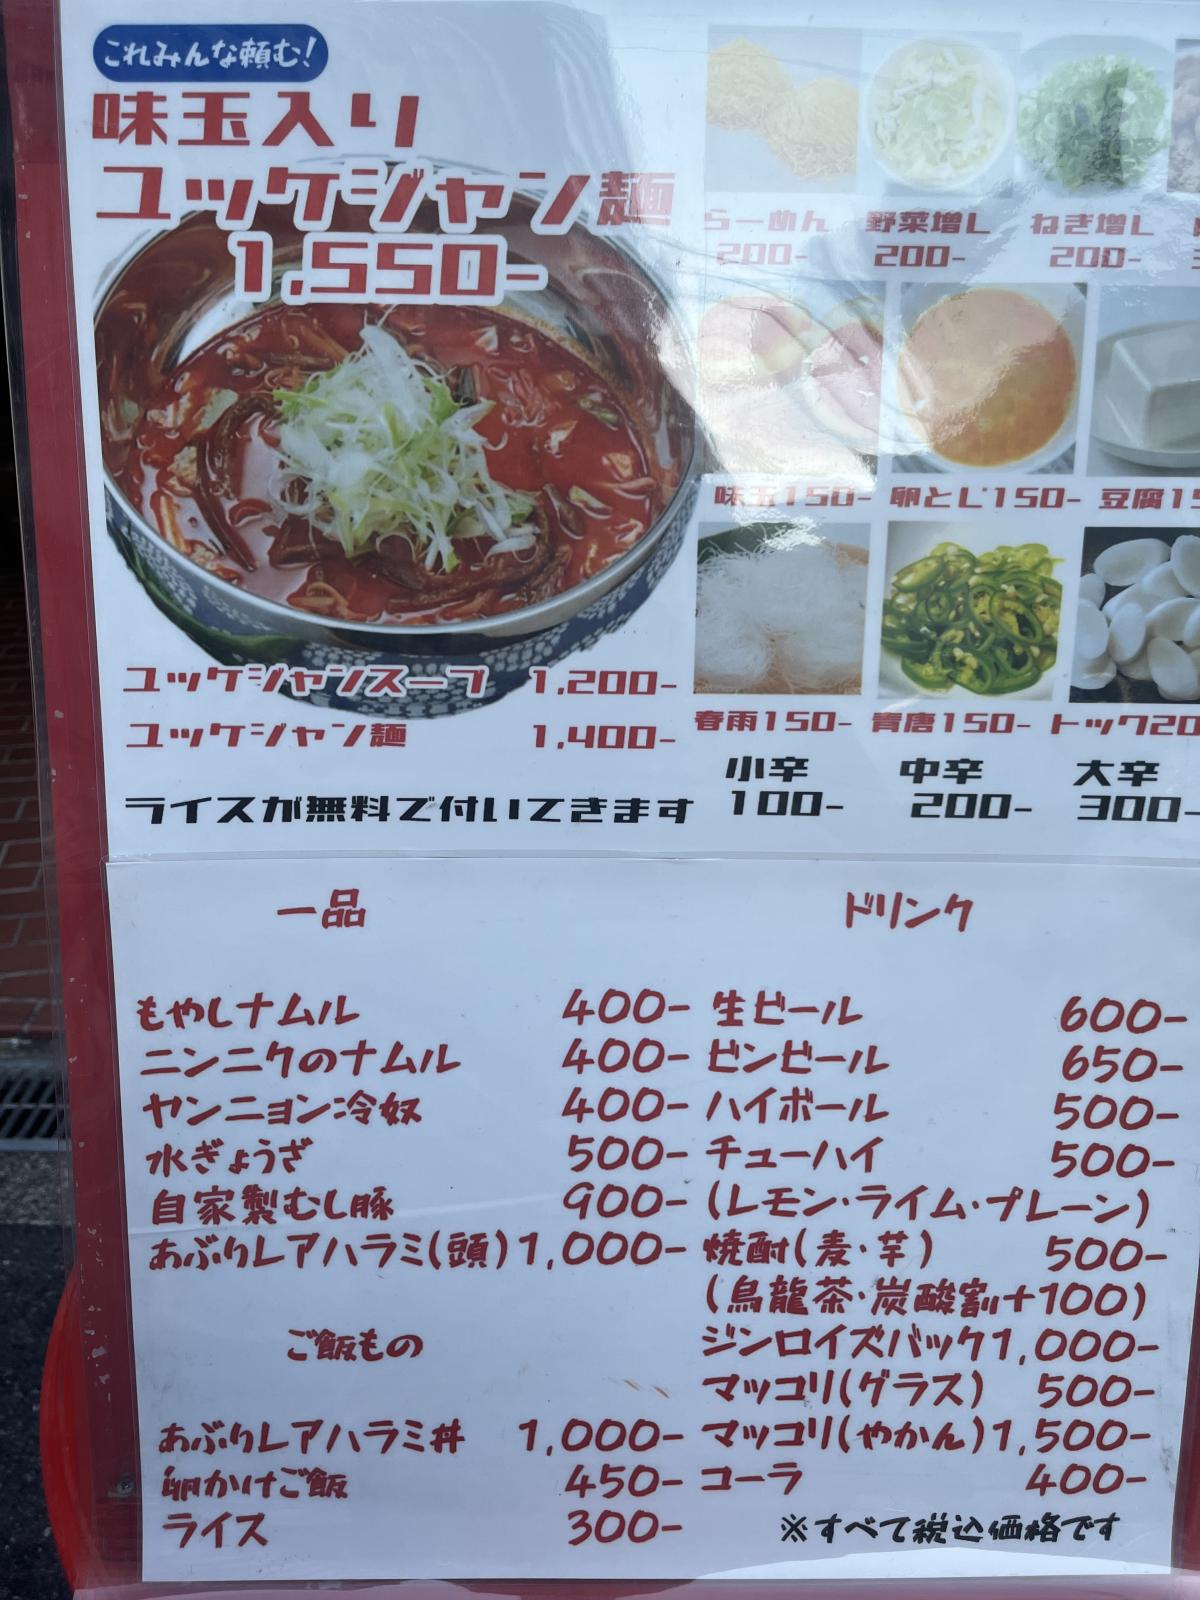 これみんな頼む!
味玉入り
ユッケジャン麺
1,550-
らーめん 野菜増し ねぎ増し
200- 200- 200-
味玉150- 卵とじ150- 豆腐
ユッケジャンスープ 1,200-
ユッケジャン麺 1,400-
春雨150- 青唐150- トック
小辛 中辛 大辛
100- 200- 300-
ライスが無料で付いてきます
一品
もやしナムル 400-
ニンニクのナムル 400-
ヤンニョン冷奴 400-
水ぎょうざ 500-
自家製むし豚 900-
あぶりレアハラミ(頭) 1,000-
ご飯もの
あぶりレアハラミ丼 1,000-
卵かけご飯 450-
ライス 300-
ドリンク
生ビール 600-
ビンビール 650-
ハイボール 500-
チューハイ 500-
(レモン・ライム・プレーン)
焼酎(麦・芋) 500-
(烏龍茶・炭酸割+100)
ジンロイズバック1,000-
マッコリ(グラス) 500-
マッコリ(やかん)1,500-
コーラ 400-
※すべて税込価格です